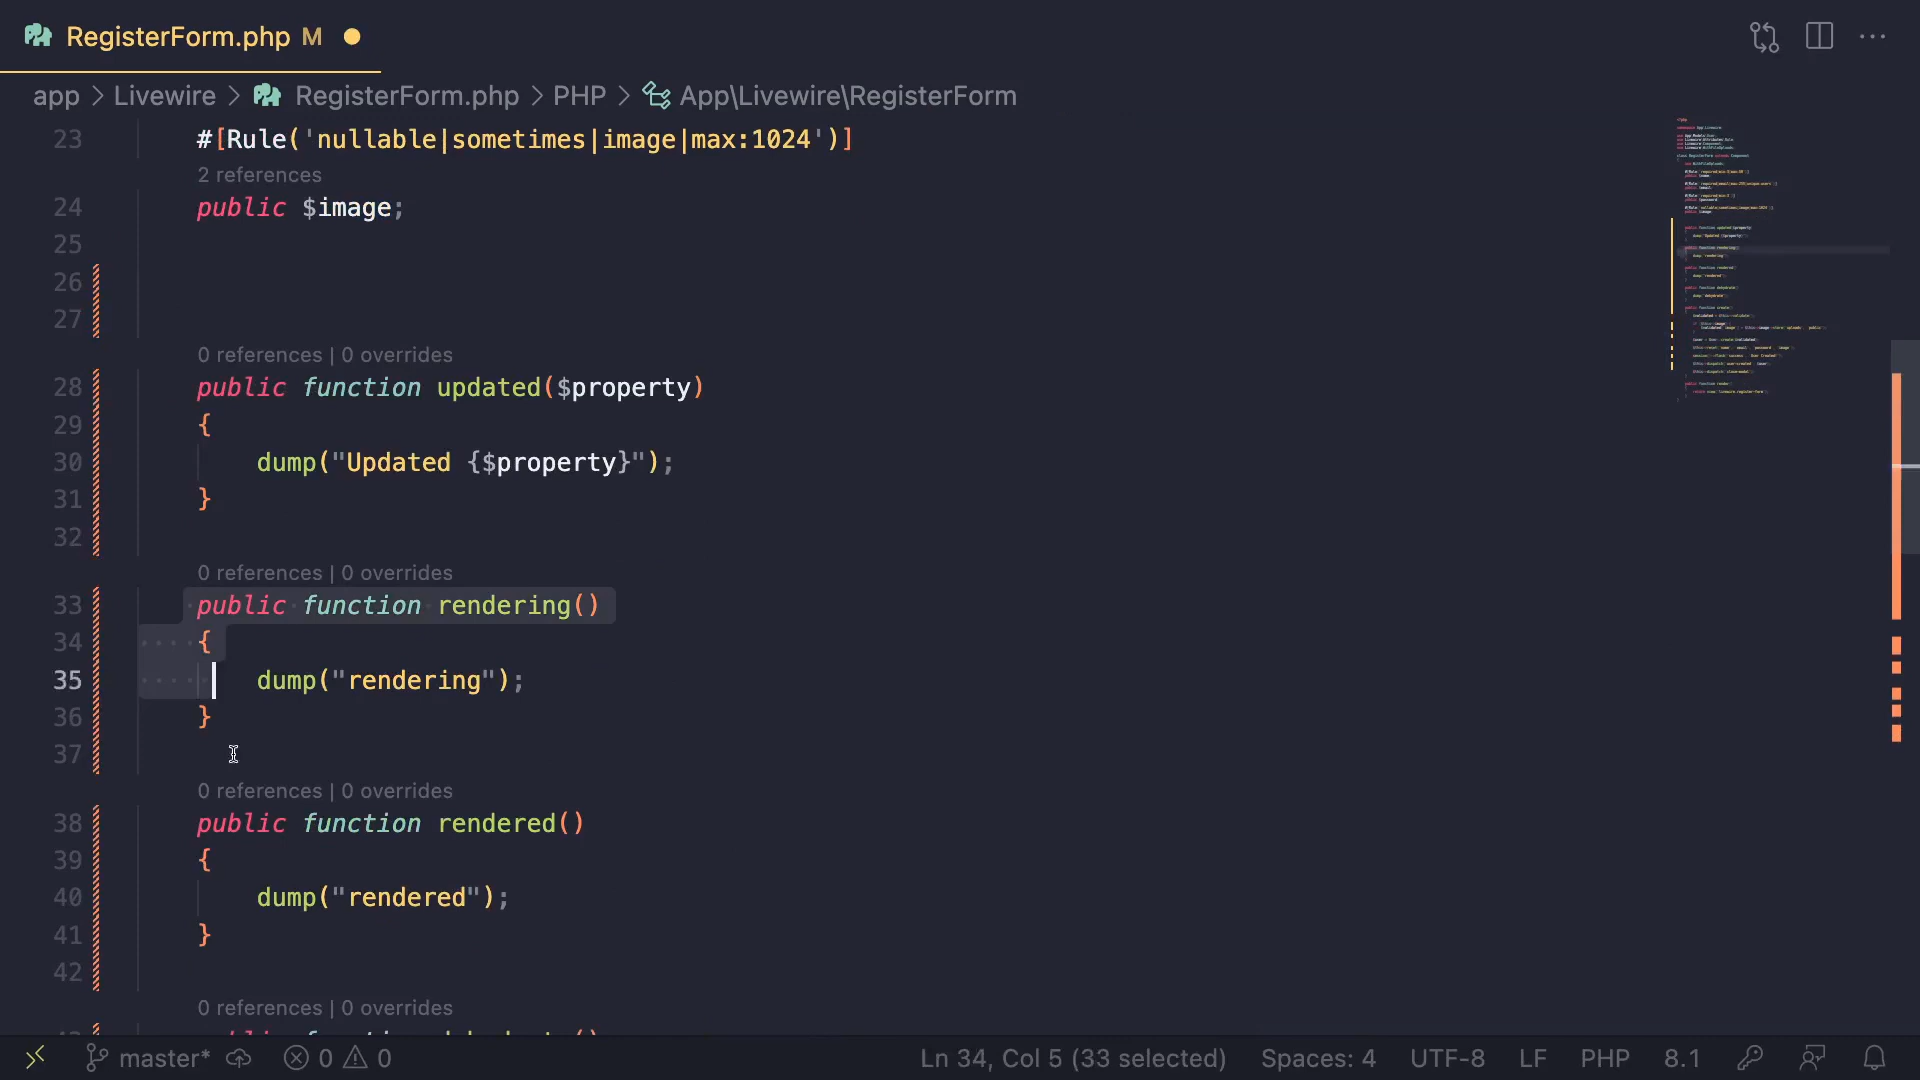 RegisterForm.php M
app > Livewire > RegisterForm.php > PHP > App\Livewire\RegisterForm
23 #[Rule('nullable|sometimes|image|max:1024')]
2 references
24 public $image;
25
26
27
0 references | 0 overrides
28 public function updated($property)
29 {
30 dump("Updated {$property}");
31 }
32
0 references | 0 overrides
33 public function rendering()
34 {
35 dump("rendering");
36 }
37
0 references | 0 overrides
38 public function rendered()
39 {
40 dump("rendered");
41 }
42
0 references | 0 overrides
master* 0 0 Ln 34, Col 5 (33 selected) Spaces: 4 UTF-8 LF PHP 8.1